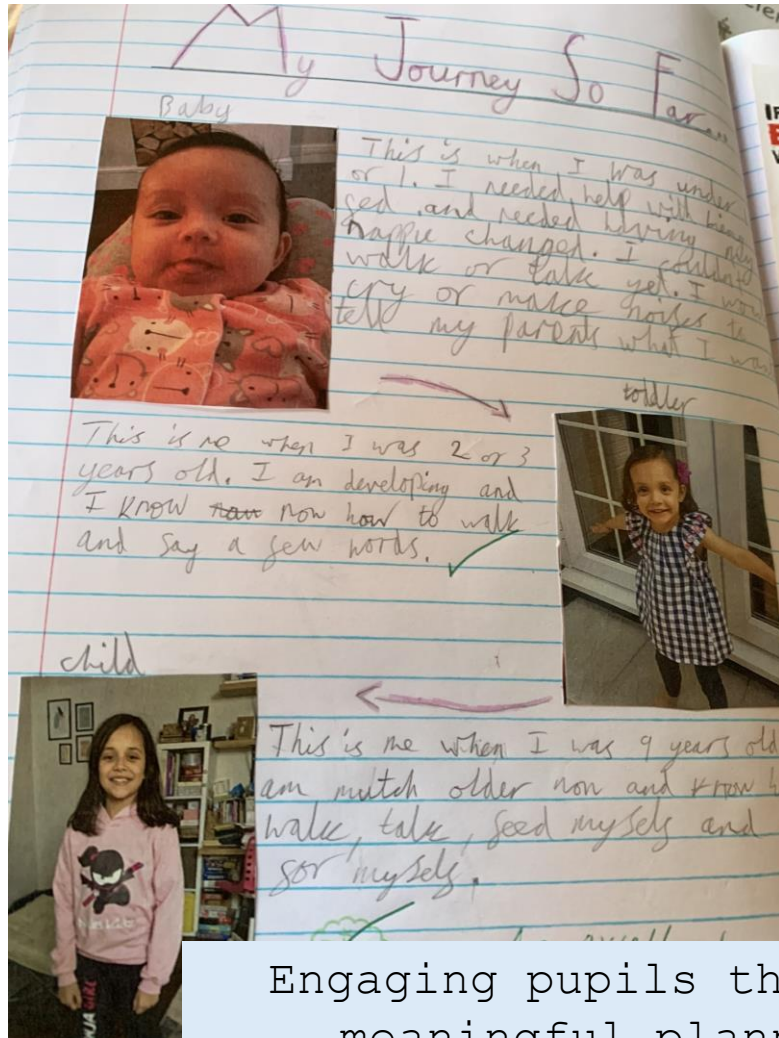 My Journey So Far...
Baby
This is when I was under
or 1. I needed help with being
fed and needed having my
nappie changed. I couldn't
walk or talk yet. I
cry or make noises to
tell my parents what I
toddler
This is me when I was 2 or 3
years old. I am developing and
I know now how to walk
and say a few words.
child
This is me when I was 9 years old
am mutch older now and know
walk, talk, feed myself and
for myself.
GIRL
Engaging pupils th
meaningful plann